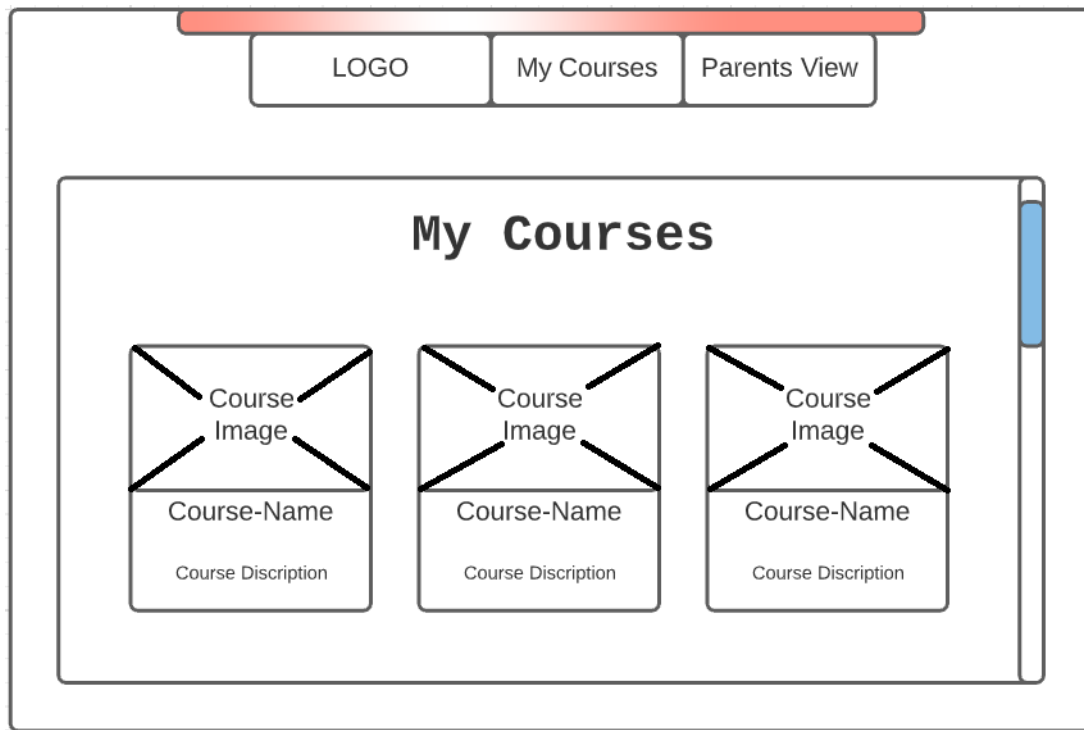 LOGO
My Courses
Parents View
My Courses
Course
Image
Course
Image
Course
Image
Course-Name
Course-Name
Course-Name
Course Discription
Course Discription
Course Discription